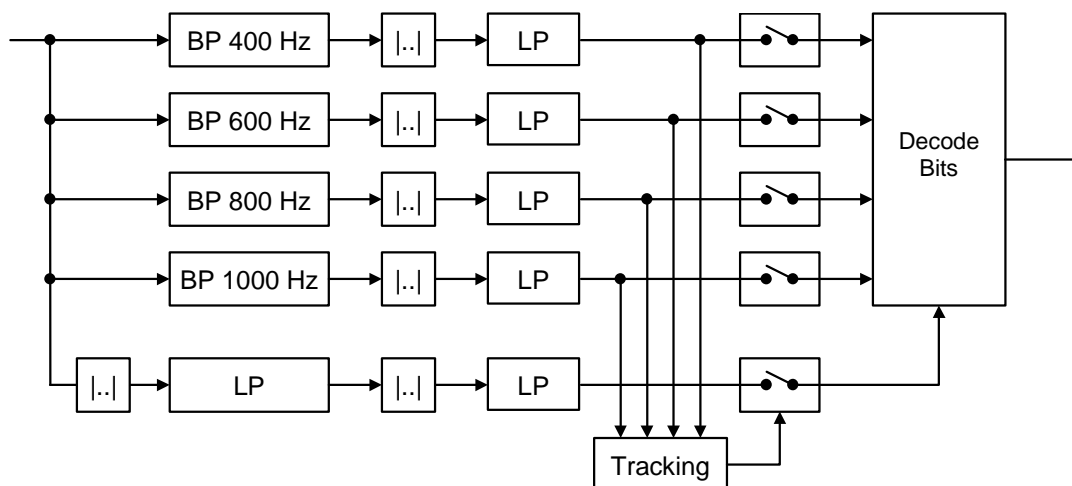 BP 400 Hz |..| LP
BP 600 Hz |..| LP
Decode
Bits
BP 800 Hz |..| LP
BP 1000 Hz |..| LP
|..| LP |..| LP
Tracking